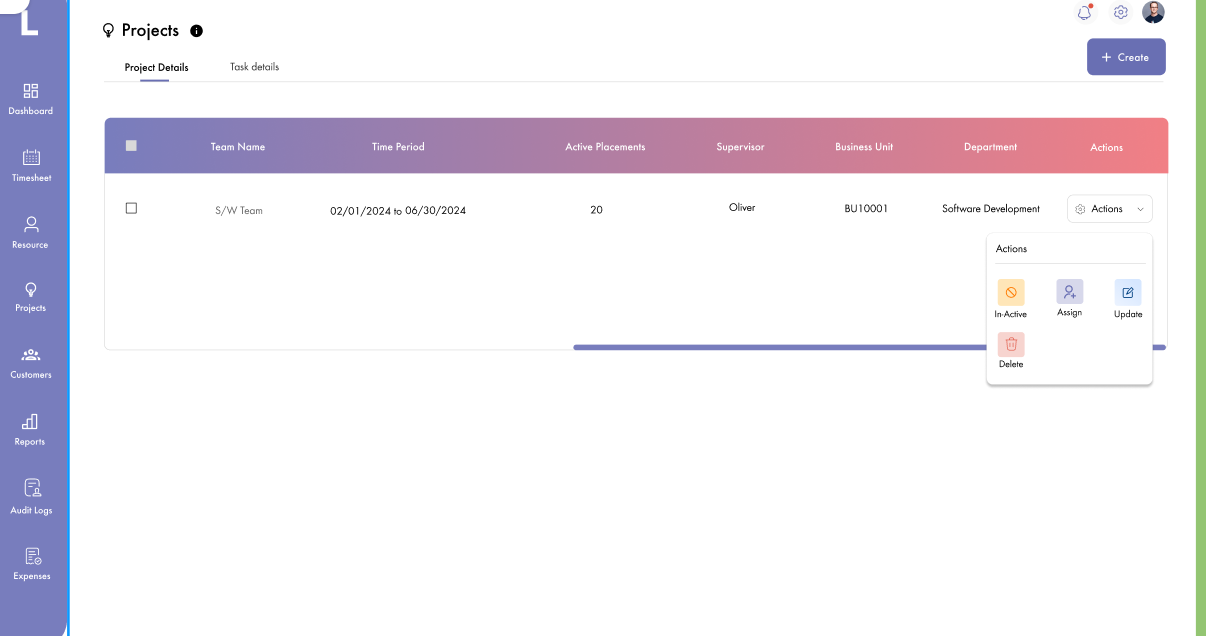 L
Projects
Project Details Task details
+ Create
Dashboard
Timesheet
Resource
Projects
Customers
Reports
Audit Logs
Expenses
Team Name Time Period Active Placements Supervisor Business Unit Department Actions
S/W Team 02/01/2024 to 06/30/2024 20 Oliver BU10001 Software Development Actions
Actions
In-Active Assign Update
Delete